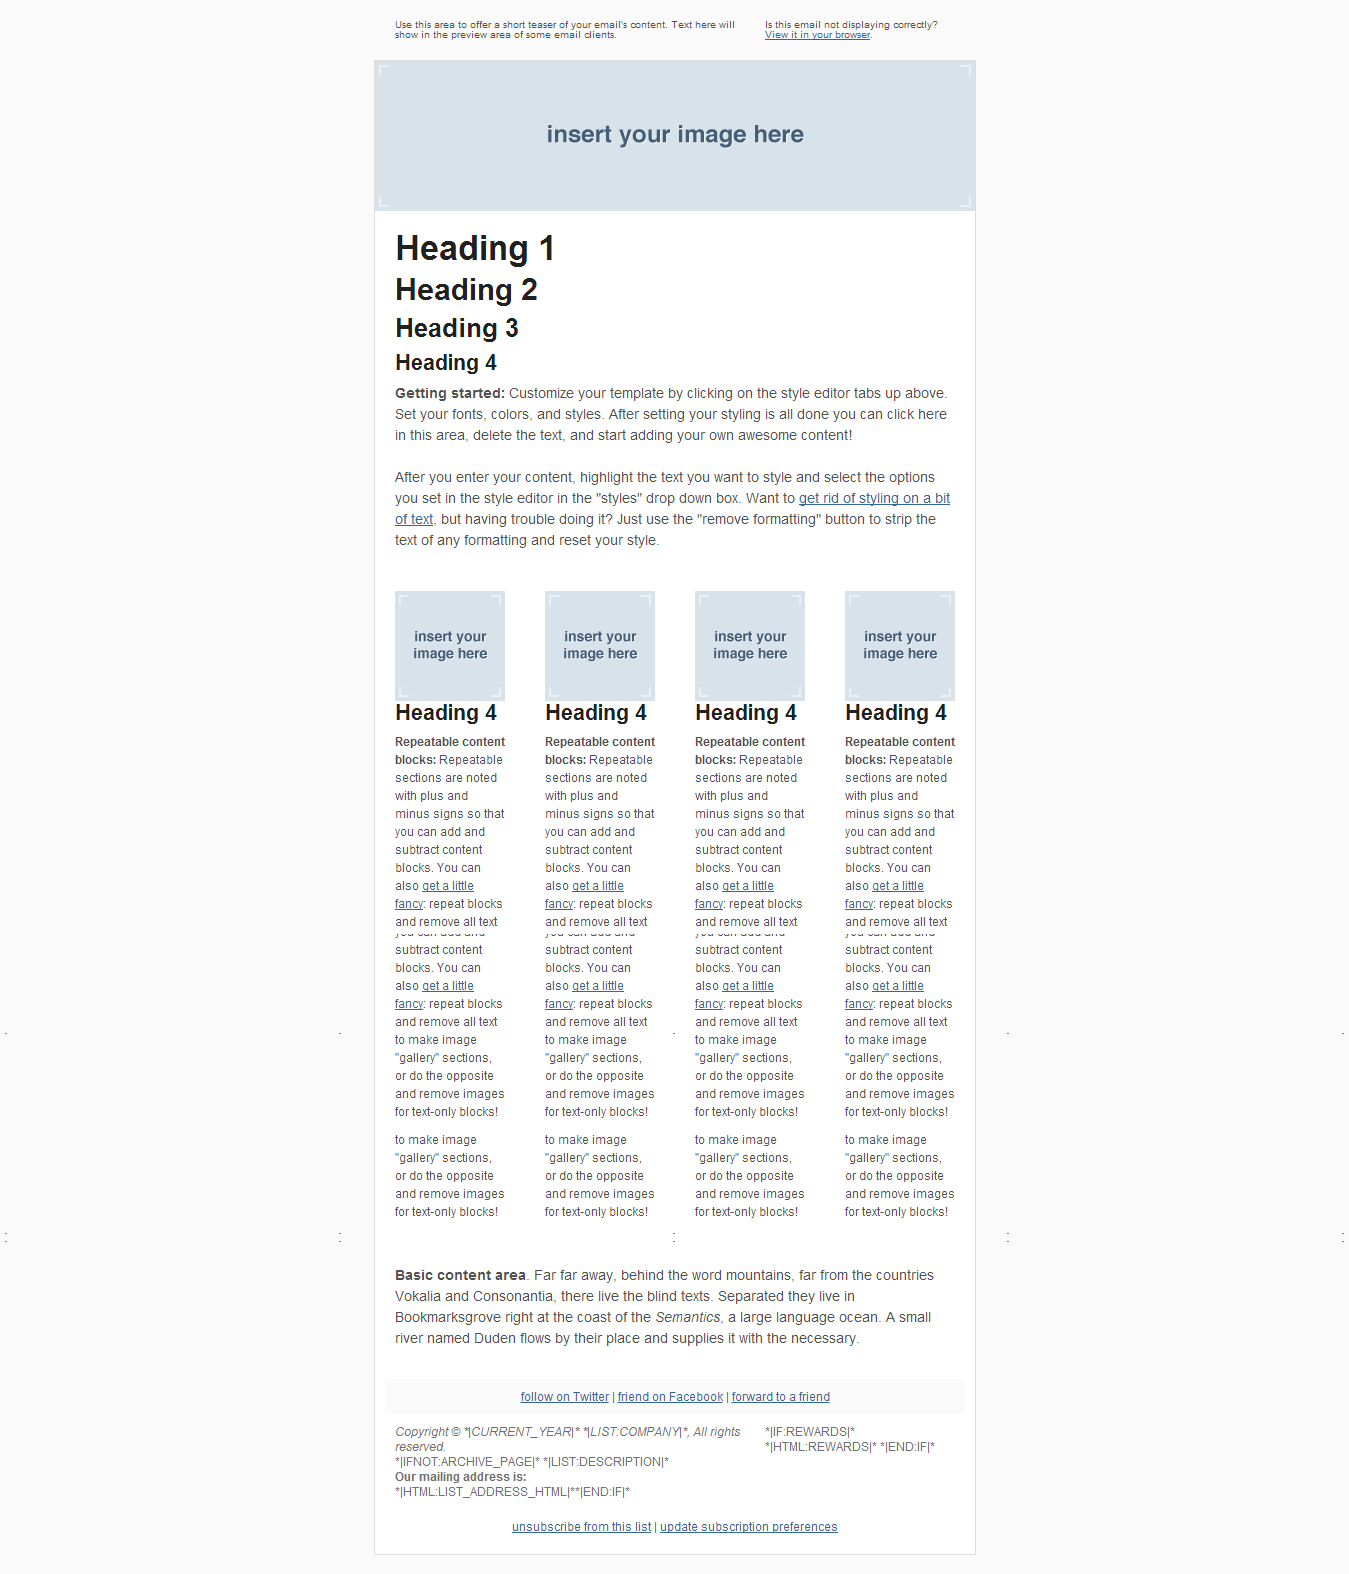 Use this area to offer a short teaser of your email's content. Text here will
show in the preview area of some email clients.
Is this email not displaying correctly?
View it in your browser.
insert your image here
Heading 1
Heading 2
Heading 3
Heading 4
Getting started: Customize your template by clicking on the style editor tabs up above.
Set your fonts, colors, and styles. After setting your styling is all done you can click here
in this area, delete the text, and start adding your own awesome content!
After you enter your content, highlight the text you want to style and select the options
you set in the style editor in the "styles" drop down box. Want to get rid of styling on a bit
of text, but having trouble doing it? Just use the "remove formatting" button to strip the
text of any formatting and reset your style.
insert your
image here
Heading 4
Repeatable content
blocks: Repeatable
sections are noted
with plus and
minus signs so that
you can add and
subtract content
blocks. You can
also get a little
fancy: repeat blocks
and remove all text
you can add and
subtract content
blocks. You can
also get a little
fancy: repeat blocks
and remove all text
to make image
"gallery" sections,
or do the opposite
and remove images
for text-only blocks!
to make image
"gallery" sections,
or do the opposite
and remove images
for text-only blocks!
insert your
image here
Heading 4
Repeatable content
blocks: Repeatable
sections are noted
with plus and
minus signs so that
you can add and
subtract content
blocks. You can
also get a little
fancy: repeat blocks
and remove all text
you can add and
subtract content
blocks. You can
also get a little
fancy: repeat blocks
and remove all text
to make image
"gallery" sections,
or do the opposite
and remove images
for text-only blocks!
to make image
"gallery" sections,
or do the opposite
and remove images
for text-only blocks!
insert your
image here
Heading 4
Repeatable content
blocks: Repeatable
sections are noted
with plus and
minus signs so that
you can add and
subtract content
blocks. You can
also get a little
fancy: repeat blocks
and remove all text
you can add and
subtract content
blocks. You can
also get a little
fancy: repeat blocks
and remove all text
to make image
"gallery" sections,
or do the opposite
and remove images
for text-only blocks!
to make image
"gallery" sections,
or do the opposite
and remove images
for text-only blocks!
insert your
image here
Heading 4
Repeatable content
blocks: Repeatable
sections are noted
with plus and
minus signs so that
you can add and
subtract content
blocks. You can
also get a little
fancy: repeat blocks
and remove all text
you can add and
subtract content
blocks. You can
also get a little
fancy: repeat blocks
and remove all text
to make image
"gallery" sections,
or do the opposite
and remove images
for text-only blocks!
to make image
"gallery" sections,
or do the opposite
and remove images
for text-only blocks!
Basic content area. Far far away, behind the word mountains, far from the countries
Vokalia and Consonantia, there live the blind texts. Separated they live in
Bookmarksgrove right at the coast of the Semantics, a large language ocean. A small
river named Duden flows by their place and supplies it with the necessary.
follow on Twitter | friend on Facebook | forward to a friend
Copyright © *|CURRENT_YEAR|* *|LIST:COMPANY|*, All rights
reserved.
*|IFNOT:ARCHIVE_PAGE|* *|LIST:DESCRIPTION|*
Our mailing address is:
*|HTML:LIST_ADDRESS_HTML|**|END:IF|*
*|IF:REWARDS|*
*|HTML:REWARDS|* *|END:IF|*
unsubscribe from this list | update subscription preferences